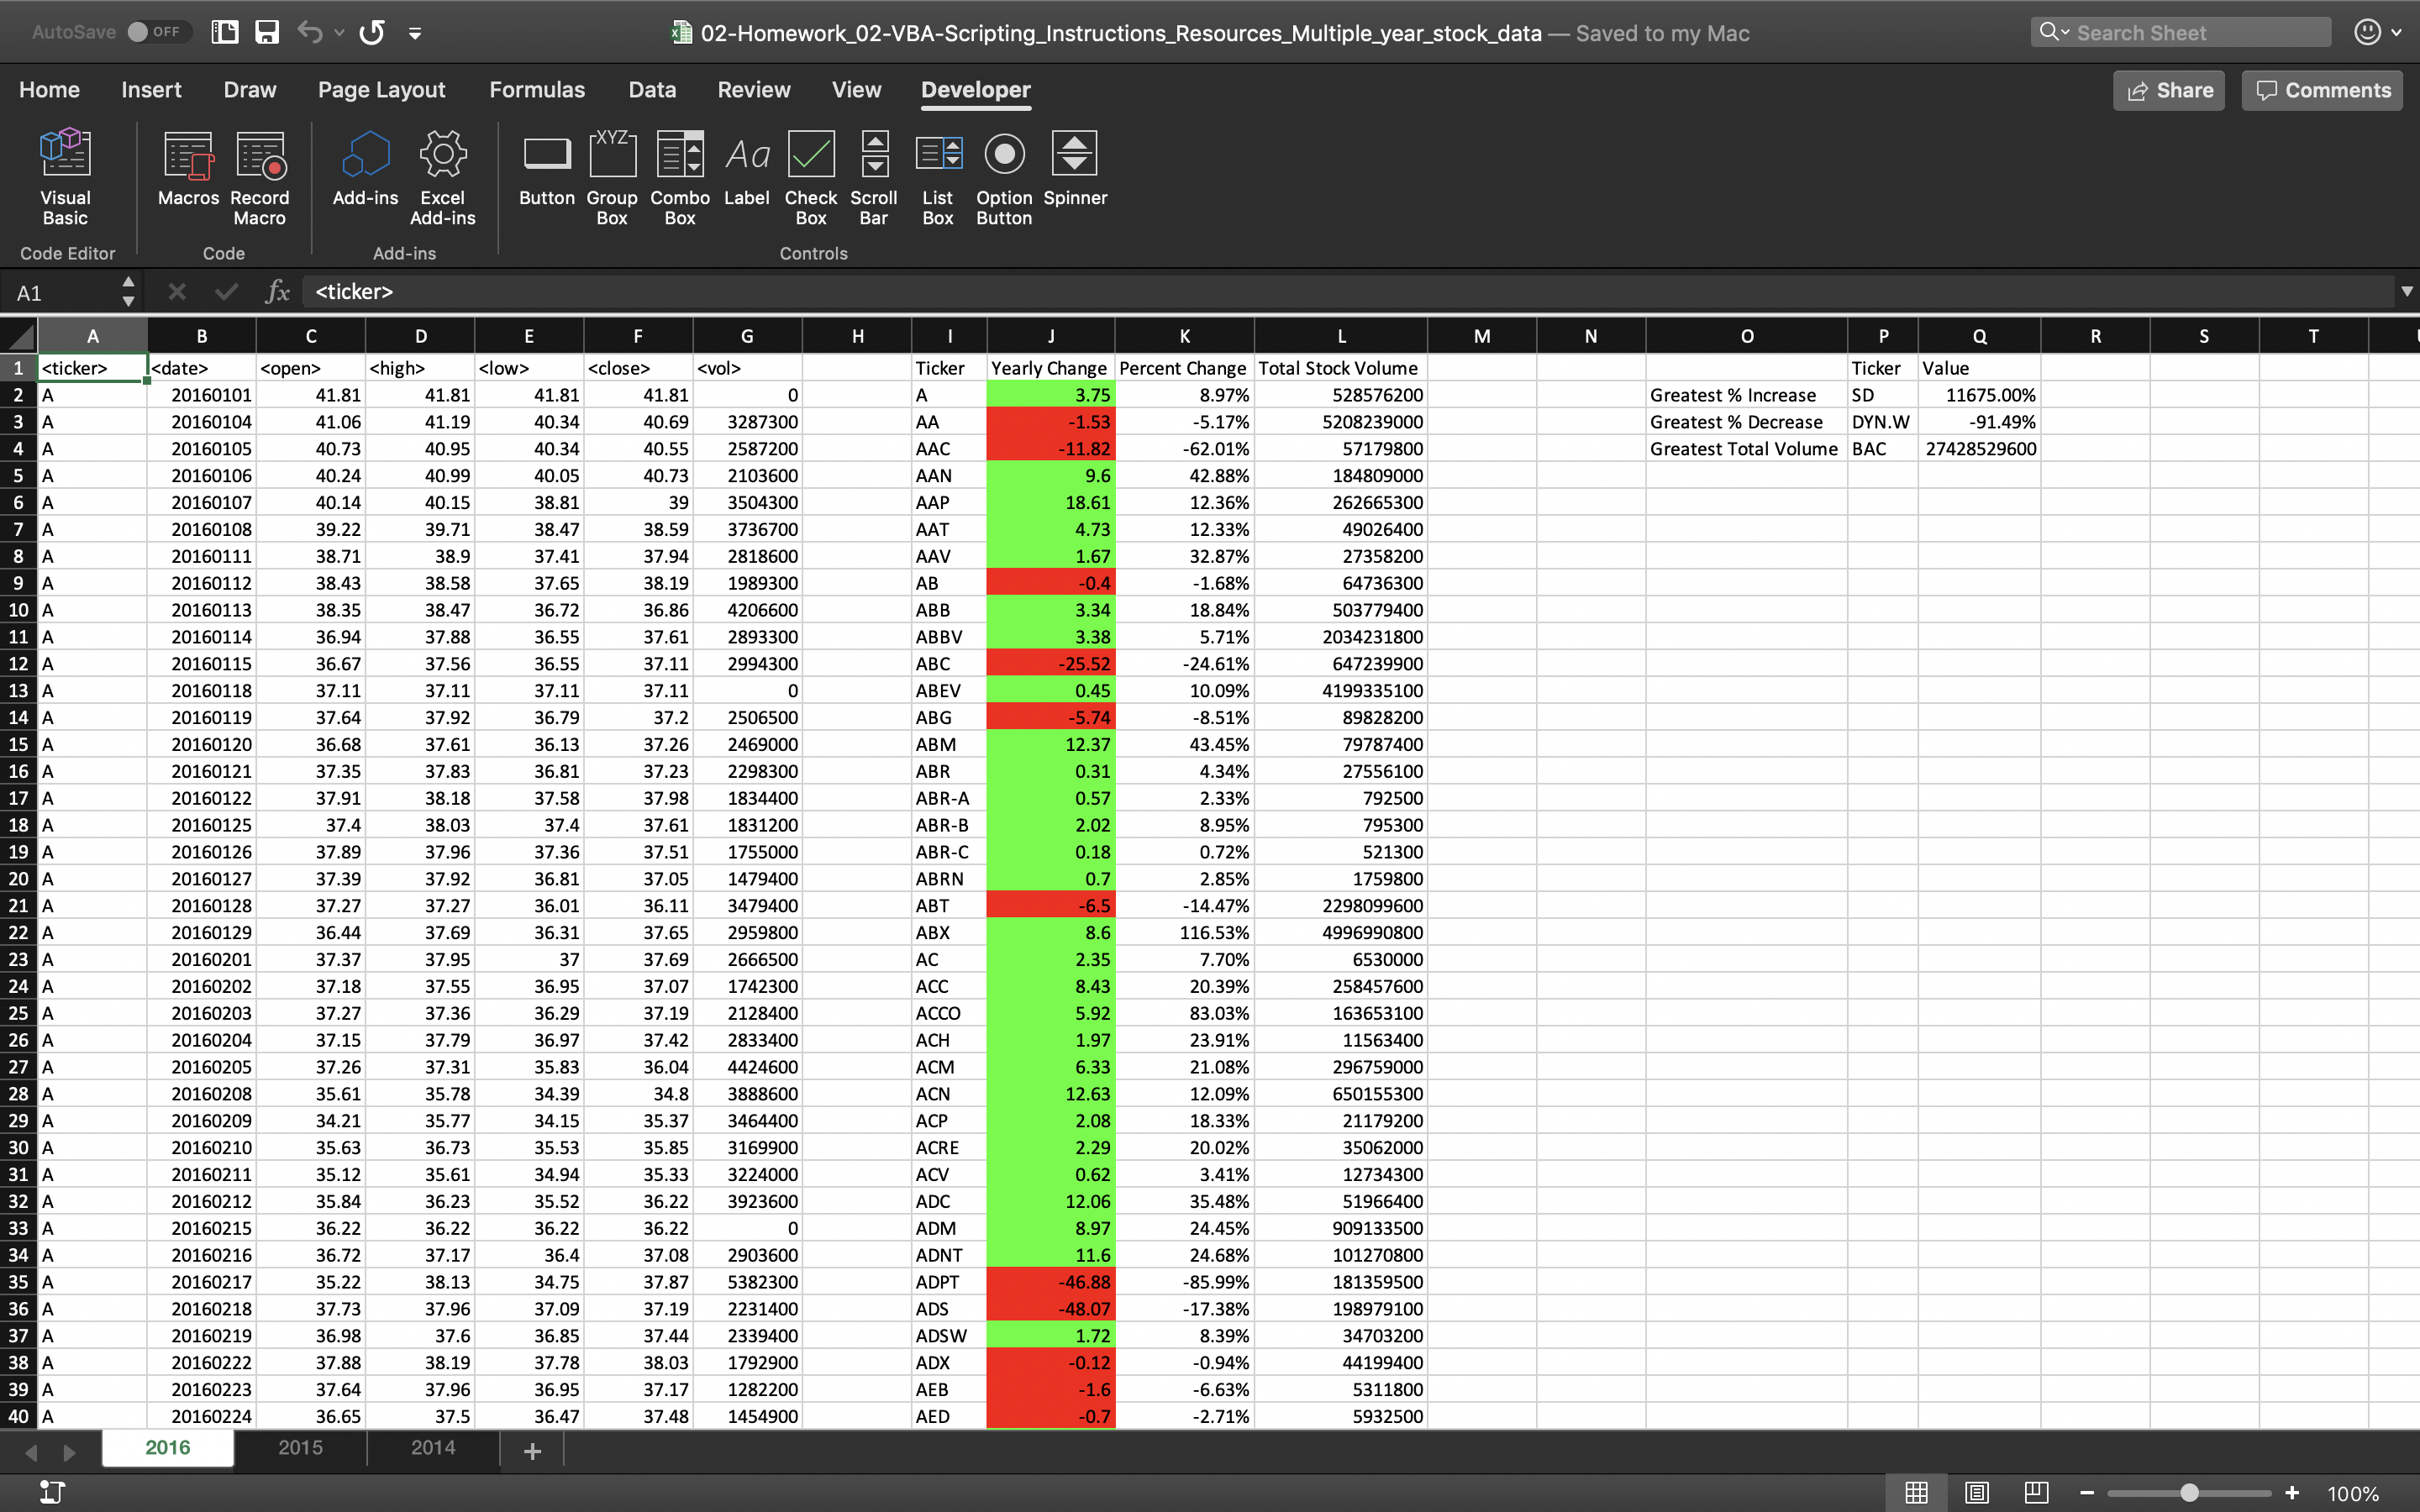 AutoSave OFF 02-Homework_02-VBA-Scripting_Instructions_Resources_Multiple_year_stock_data — Saved to my Mac Search Sheet
Home Insert Draw Page Layout Formulas Data Review View Developer Share Comments
Visual Basic Macros Record Macro Add-ins Excel Add-ins Button Group Box Combo Box Label Check Box Scroll Bar List Box Option Button Spinner
XYZ Aa
Code Editor Code Add-ins Controls
A1 fx <ticker>
A B C D E F G H I J K L M N O P Q R S T
1 <ticker> <date> <open> <high> <low> <close> <vol> Ticker Yearly Change Percent Change Total Stock Volume Ticker Value
2 A 20160101 41.81 41.81 41.81 41.81 0 A 3.75 8.97% 528576200 Greatest % Increase SD 11675.00%
3 A 20160104 41.06 41.19 40.34 40.69 3287300 AA -1.53 -5.17% 5208239000 Greatest % Decrease DYN.W -91.49%
4 A 20160105 40.73 40.95 40.34 40.55 2587200 AAC -11.82 -62.01% 57179800 Greatest Total Volume BAC 27428529600
5 A 20160106 40.24 40.99 40.05 40.73 2103600 AAN 9.6 42.88% 184809000
6 A 20160107 40.14 40.15 38.81 39 3504300 AAP 18.61 12.36% 262665300
7 A 20160108 39.22 39.71 38.47 38.59 3736700 AAT 4.73 12.33% 49026400
8 A 20160111 38.71 38.9 37.41 37.94 2818600 AAV 1.67 32.87% 27358200
9 A 20160112 38.43 38.58 37.65 38.19 1989300 AB -0.4 -1.68% 64736300
10 A 20160113 38.35 38.47 36.72 36.86 4206600 ABB 3.34 18.84% 503779400
11 A 20160114 36.94 37.88 36.55 37.61 2893300 ABBV 3.38 5.71% 2034231800
12 A 20160115 36.67 37.56 36.55 37.11 2994300 ABC -25.52 -24.61% 647239900
13 A 20160118 37.11 37.11 37.11 37.11 0 ABEV 0.45 10.09% 4199335100
14 A 20160119 37.64 37.92 36.79 37.2 2506500 ABG -5.74 -8.51% 89828200
15 A 20160120 36.68 37.61 36.13 37.26 2469000 ABM 12.37 43.45% 79787400
16 A 20160121 37.35 37.83 36.81 37.23 2298300 ABR 0.31 4.34% 27556100
17 A 20160122 37.91 38.18 37.58 37.98 1834400 ABR-A 0.57 2.33% 792500
18 A 20160125 37.4 38.03 37.4 37.61 1831200 ABR-B 2.02 8.95% 795300
19 A 20160126 37.89 37.96 37.36 37.51 1755000 ABR-C 0.18 0.72% 521300
20 A 20160127 37.39 37.92 36.81 37.05 1479400 ABRN 0.7 2.85% 1759800
21 A 20160128 37.27 37.27 36.01 36.11 3479400 ABT -6.5 -14.47% 2298099600
22 A 20160129 36.44 37.69 36.31 37.65 2959800 ABX 8.6 116.53% 4996990800
23 A 20160201 37.37 37.95 37 37.69 2666500 AC 2.35 7.70% 6530000
24 A 20160202 37.18 37.55 36.95 37.07 1742300 ACC 8.43 20.39% 258457600
25 A 20160203 37.27 37.36 36.29 37.19 2128400 ACCO 5.92 83.03% 163653100
26 A 20160204 37.15 37.79 36.97 37.42 2833400 ACH 1.97 23.91% 11563400
27 A 20160205 37.26 37.31 35.83 36.04 4424600 ACM 6.33 21.08% 296759000
28 A 20160208 35.61 35.78 34.39 34.8 3888600 ACN 12.63 12.09% 650155300
29 A 20160209 34.21 35.77 34.15 35.37 3464400 ACP 2.08 18.33% 21179200
30 A 20160210 35.63 36.73 35.53 35.85 3169900 ACRE 2.29 20.02% 35062000
31 A 20160211 35.12 35.61 34.94 35.33 3224000 ACV 0.62 3.41% 12734300
32 A 20160212 35.84 36.23 35.52 36.22 3923600 ADC 12.06 35.48% 51966400
33 A 20160215 36.22 36.22 36.22 36.22 0 ADM 8.97 24.45% 909133500
34 A 20160216 36.72 37.17 36.4 37.08 2903600 ADNT 11.6 24.68% 101270800
35 A 20160217 35.22 38.13 34.75 37.87 5382300 ADPT -46.88 -85.99% 181359500
36 A 20160218 37.73 37.96 37.09 37.19 2231400 ADS -48.07 -17.38% 198979100
37 A 20160219 36.98 37.6 36.85 37.44 2339400 ADSW 1.72 8.39% 34703200
38 A 20160222 37.88 38.19 37.78 38.03 1792900 ADX -0.12 -0.94% 44199400
39 A 20160223 37.64 37.96 36.95 37.17 1282200 AEB -1.6 -6.63% 5311800
40 A 20160224 36.65 37.5 36.47 37.48 1454900 AED -0.7 -2.71% 5932500
2016 2015 2014 +
100%